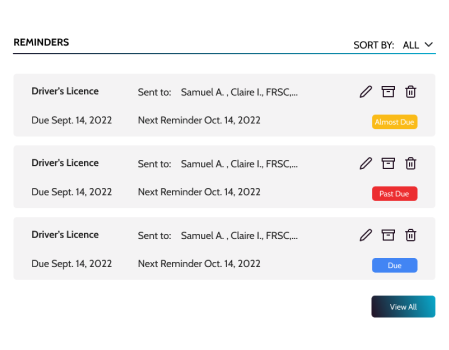 REMINDERS
SORT BY: ALL
Driver's Licence Sent to: Samuel A. , Claire I., FRSC,...
Due Sept. 14, 2022 Next Reminder Oct. 14, 2022 Almost Due
Driver's Licence Sent to: Samuel A. , Claire I., FRSC,...
Due Sept. 14, 2022 Next Reminder Oct. 14, 2022 Past Due
Driver's Licence Sent to: Samuel A. , Claire I., FRSC,...
Due Sept. 14, 2022 Next Reminder Oct. 14, 2022 Due
View All